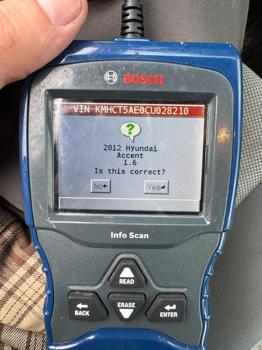 BOSCH
VIN KMHCT5AE0CU028210
?
2012 Hyundai
Accent
1.6
Is this correct?
No← Yes↵
Info Scan
READ
← BACK
ERASE
↵ ENTER